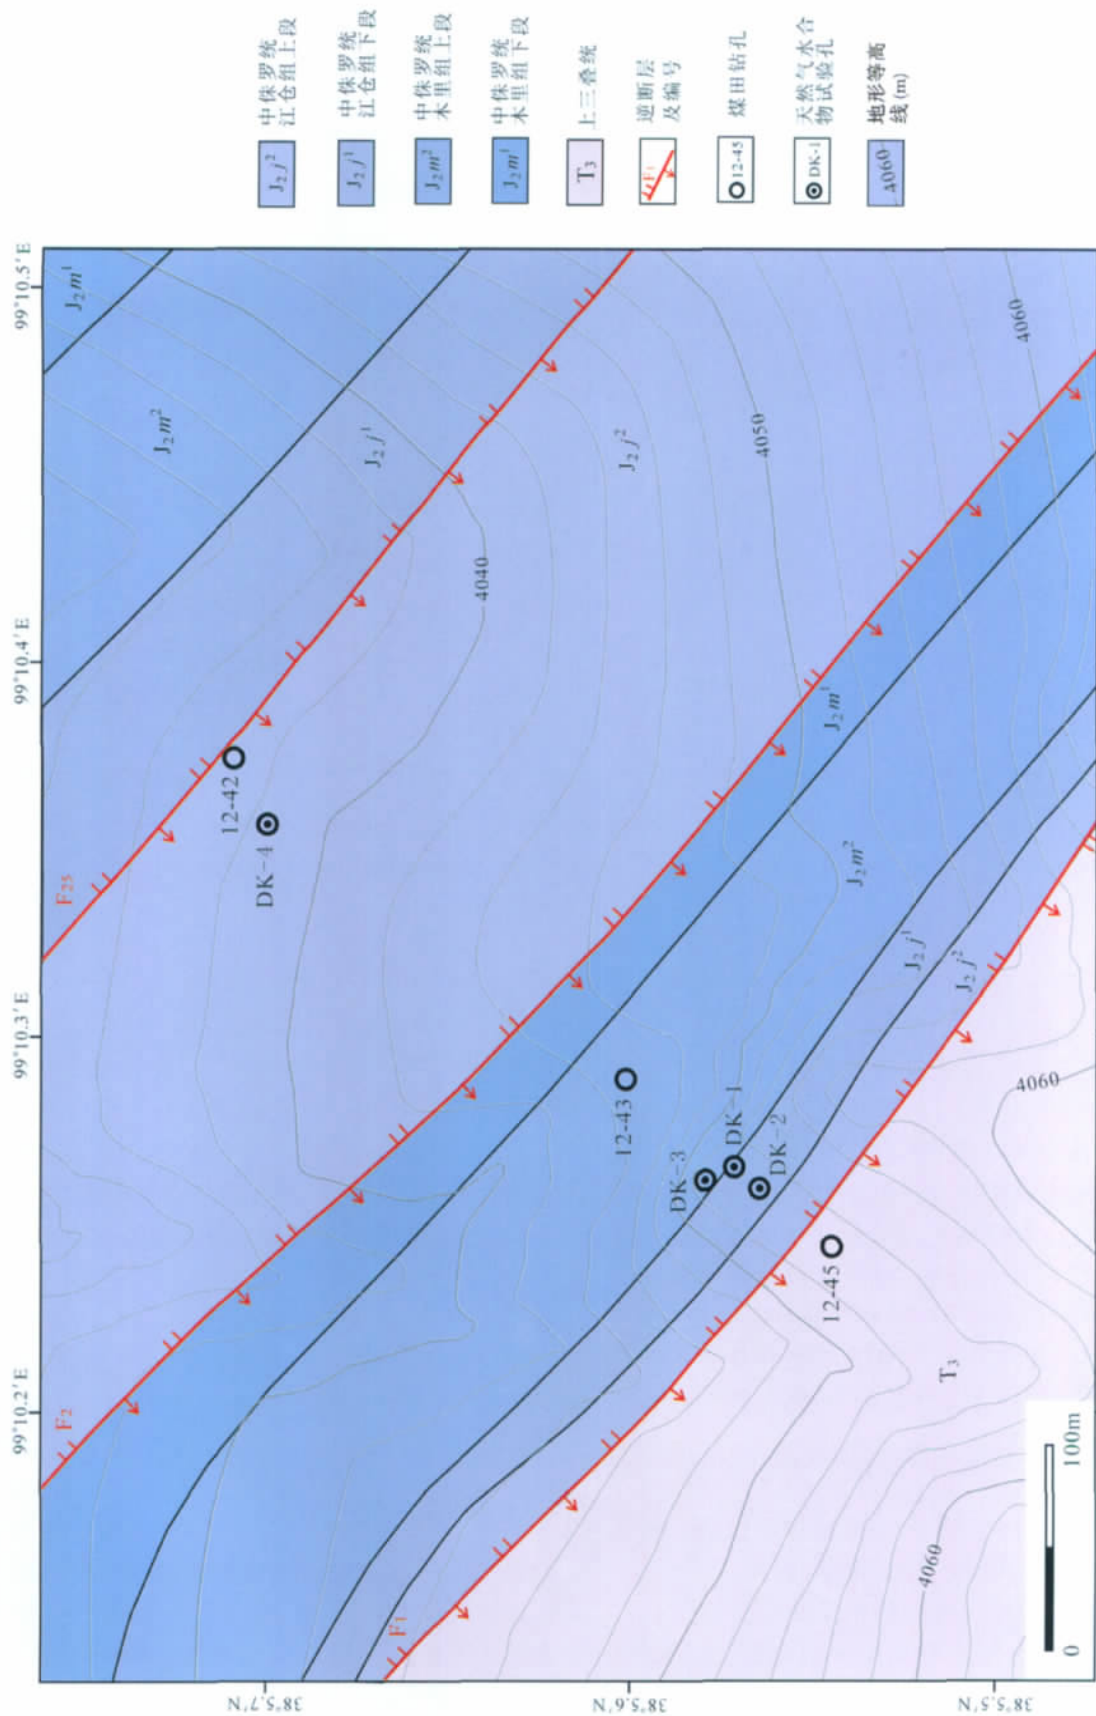 99°10.2′E
99°10.3′E
99°10.4′E
99°10.5′E
38°5.7′N
38°5.6′N
38°5.5′N
F₂
F₂₅
F₁
J₂m¹
J₂m²
J₂j¹
J₂j²
12-42
DK-4
4040
4050
4060
J₂m¹
J₂m²
J₂j¹
J₂j²
12-43
DK-3
DK-1
DK-2
12-45
T₃
4060
4060
0
100m
J₂j²
中侏罗统
江仓组上段
J₂j¹
中侏罗统
江仓组下段
J₂m²
中侏罗统
木里组上段
J₂m¹
中侏罗统
木里组下段
T₃
上三叠统
F₁
逆断层
及编号
12-45
煤田钻孔
DK-1
天然气水合
物试验孔
4060
地形等高
线(m)